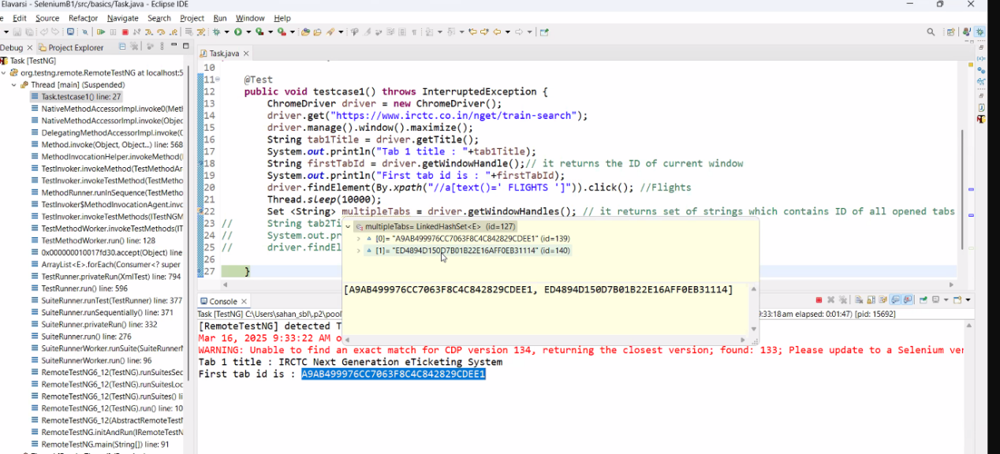 Elavarsi - SeleniumB1/src/basics/Task.java - Eclipse IDE
e Edit Source Refactor Navigate Search Project Run Window Help
Debug Project Explorer
Task [TestNG]
org.testng.remote.RemoteTestNG at localhost:5
Thread [main] (Suspended)
Task.testcase1() line: 27
NativeMethodAccessorImpl.invoke0(Meth
NativeMethodAccessorImpl.invoke(Objec
DelegatingMethodAccessorImpl.invoke(O
Method.invoke(Object, Object...) line: 568
MethodInvocationHelper.invokeMethod(
TestInvoker.invokeMethod(TestMethodAr
TestInvoker.invokeTestMethod(TestMetho
MethodRunner.runInSequence(TestMetho
TestInvoker$MethodInvocationAgent.invo
TestInvoker.invokeTestMethods(ITestNGM
TestMethodWorker.invokeTestMethods(IT
TestMethodWorker.run() line: 128
0x000000010017fd30.accept(Object) line
ArrayList<E>.forEach(Consumer<? super
TestRunner.privateRun(XmlTest) line: 794
TestRunner.run() line: 596
SuiteRunner.runTest(TestRunner) line: 377
SuiteRunner.runSequentially() line: 371
SuiteRunner.privateRun() line: 332
SuiteRunner.run() line: 276
SuiteRunnerWorker.runSuite(SuiteRunnerM
SuiteRunnerWorker.run() line: 96
RemoteTestNG6_12(TestNG).runSuitesSec
RemoteTestNG6_12(TestNG).runSuitesLoc
RemoteTestNG6_12(TestNG).runSuites() li
RemoteTestNG6_12(TestNG).run() line: 10
RemoteTestNG6_12(AbstractRemoteTestN
RemoteTestNG.initAndRun(IRemoteTestN
RemoteTestNG.main(String[]) line: 91
Task.java
10
11 @Test
12 public void testcase1() throws InterruptedException {
13 ChromeDriver driver = new ChromeDriver();
14 driver.get("https://www.irctc.co.in/nget/train-search");
15 driver.manage().window().maximize();
16 String tab1Title = driver.getTitle();
17 System.out.println("Tab 1 title : "+tab1Title);
18 String firstTabId = driver.getWindowHandle();// it returns the ID of current window
19 System.out.println("First tab id is : "+firstTabId);
20 driver.findElement(By.xpath("//a[text()=' FLIGHTS ']")).click(); //Flights
21 Thread.sleep(10000);
22 Set <String> multipleTabs = driver.getWindowHandles(); // it returns set of strings which contains ID of all opened tabs
23 // String tab2Ti
24 // System.out.pr
25 // driver.findEl
26
27 }
multipleTabs= LinkedHashSet<E> (id=127)
[0]= "A9AB499976CC7063F8C4C842829CDEE1" (id=139)
[1]= "ED4894D150D7B01B22E16AFF0EB31114" (id=140)
[A9AB499976CC7063F8C4C842829CDEE1, ED4894D150D7B01B22E16AFF0EB31114]
Console
Task [TestNG] C:\Users\sahan_sbl\.p2\pool 9:33:18 am elapsed: 0:01:47) [pid: 15692]
[RemoteTestNG] detected T
Mar 16, 2025 9:33:22 AM o
WARNING: Unable to find an exact match for CDP version 134, returning the closest version; found: 133; Please update to a Selenium ver
Tab 1 title : IRCTC Next Generation eTicketing System
First tab id is : A9AB499976CC7063F8C4C842829CDEE1